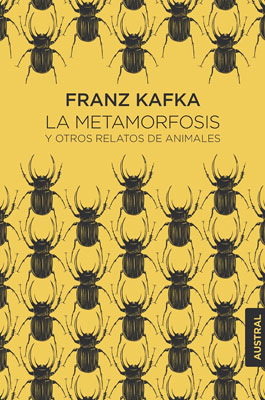 FRANZ KAFKA
LA METAMORFOSIS
Y OTROS RELATOS DE ANIMALES
AUSTRAL